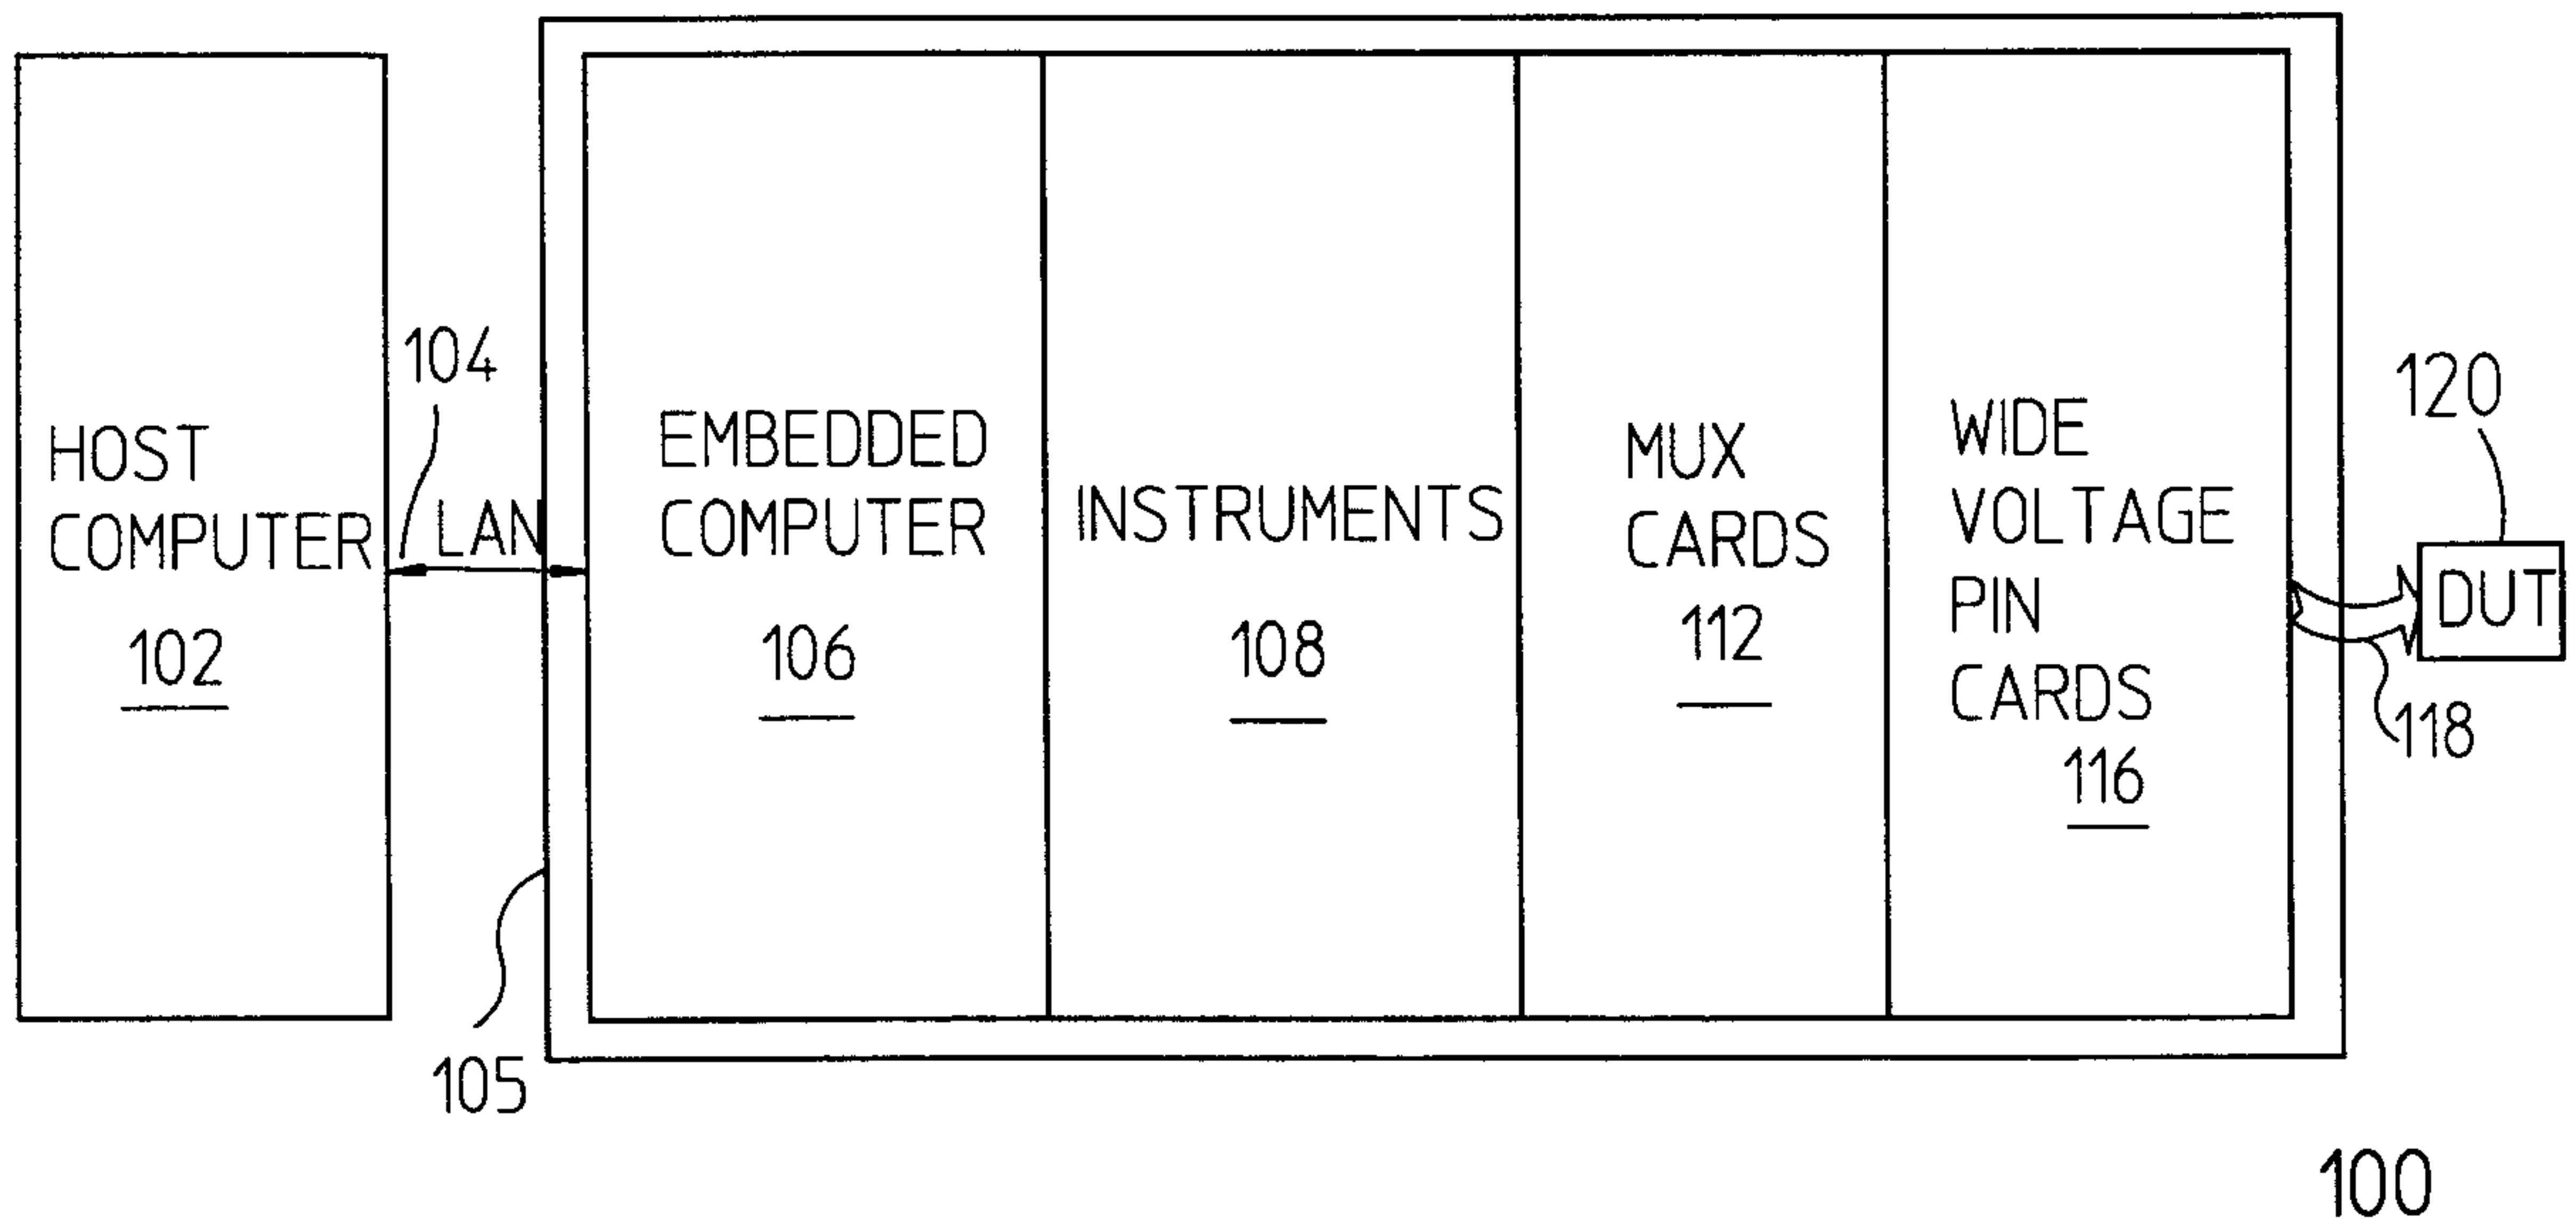 HOST
COMPUTER
102
104
LAN
105
EMBEDDED
COMPUTER
106
INSTRUMENTS
108
MUX
CARDS
112
WIDE
VOLTAGE
PIN
CARDS
116
120
DUT
118
100